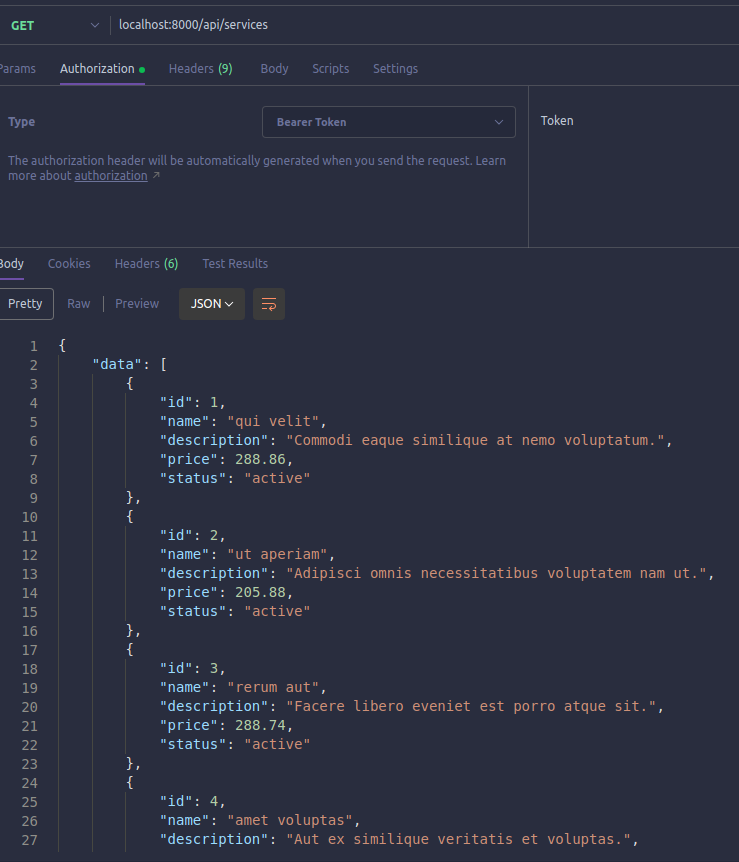 GET localhost:8000/api/services
Params Authorization Headers (9) Body Scripts Settings
Type Bearer Token Token
The authorization header will be automatically generated when you send the request. Learn
more about authorization ↗
Body Cookies Headers (6) Test Results
Pretty Raw Preview JSON
1 {
2 "data": [
3 {
4 "id": 1,
5 "name": "qui velit",
6 "description": "Commodi eaque similique at nemo voluptatum.",
7 "price": 288.86,
8 "status": "active"
9 },
10 {
11 "id": 2,
12 "name": "ut aperiam",
13 "description": "Adipisci omnis necessitatibus voluptatem nam ut.",
14 "price": 205.88,
15 "status": "active"
16 },
17 {
18 "id": 3,
19 "name": "rerum aut",
20 "description": "Facere libero eveniet est porro atque sit.",
21 "price": 288.74,
22 "status": "active"
23 },
24 {
25 "id": 4,
26 "name": "amet voluptas",
27 "description": "Aut ex similique veritatis et voluptas.",